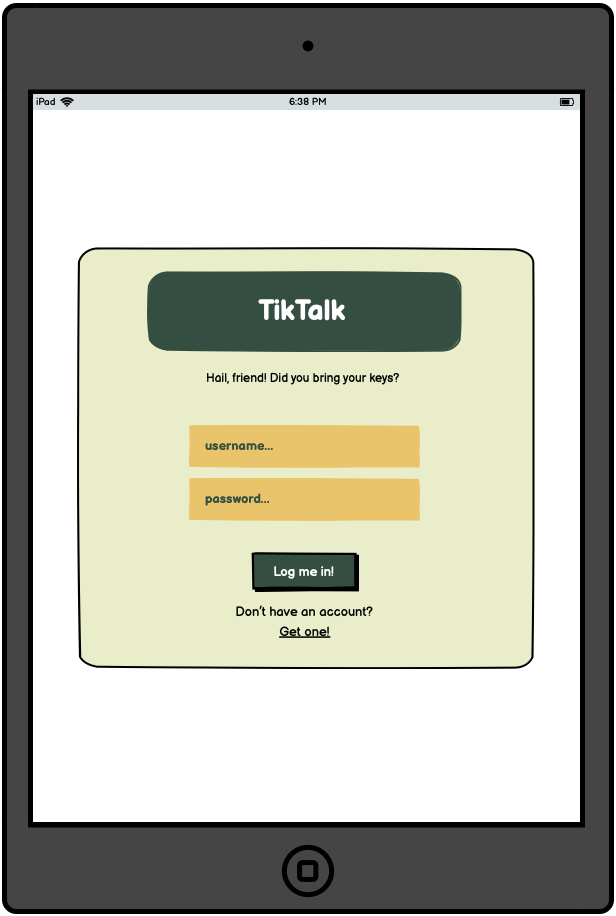 iPad 6:38 PM
TikTalk
Hail, friend! Did you bring your keys?
username...
password...
Log me in!
Don't have an account?
Get one!